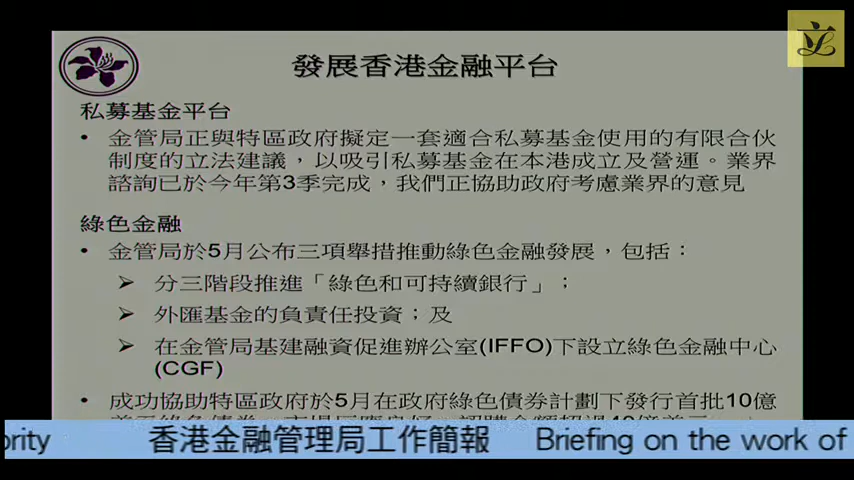 發展香港金融平台
私募基金平台
• 金管局正與特區政府擬定一套適合私募基金使用的有限合伙
制度的立法建議，以吸引私募基金在本港成立及營運。業界
諮詢已於今年第3季完成，我們正協助政府考慮業界的意見
綠色金融
• 金管局於5月公布三項舉措推動綠色金融發展，包括：
➢ 分三階段推進「綠色和可持續銀行」；
➢ 外匯基金的負責任投資；及
➢ 在金管局基建融資促進辦公室(IFFO)下設立綠色金融中心
(CGF)
• 成功協助特區政府於5月在政府綠色債券計劃下發行首批10億
ority 香港金融管理局工作簡報 Briefing on the work of